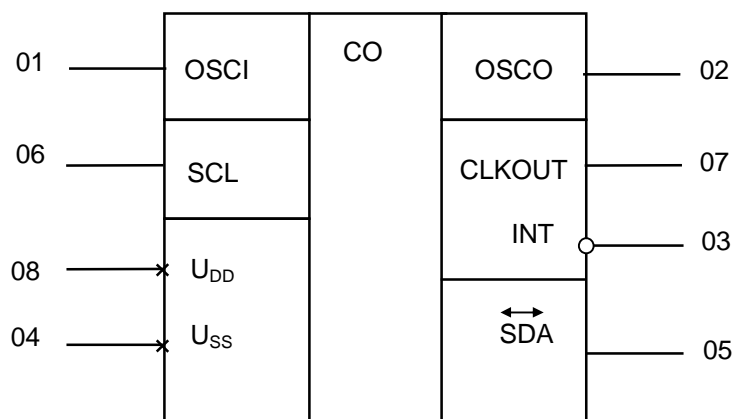 01 OSCI CO OSCO 02
06 SCL CLKOUT 07
INT 03
08 UDD
04 USS SDA 05